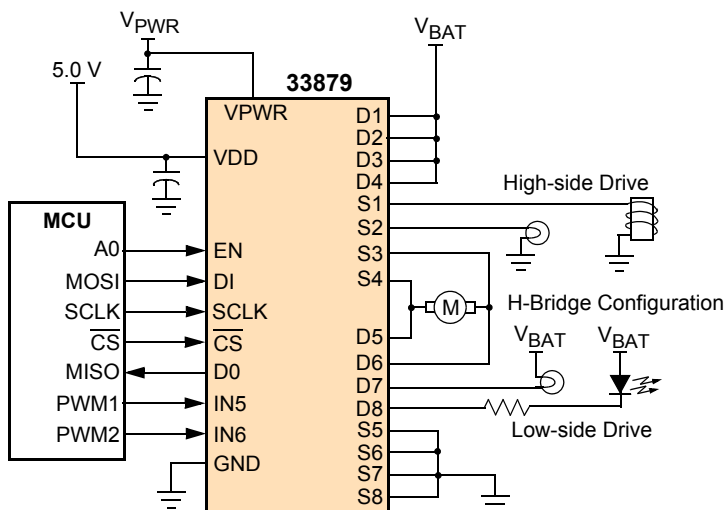 VPWR
VBAT
5.0 V
33879
VPWR
D1
D2
VDD
D3
D4
High-side Drive
S1
MCU
S2
A0
EN
S3
MOSI
DI
S4
SCLK
SCLK
M
H-Bridge Configuration
CS
CS
D5
VBAT
VBAT
MISO
D0
D6
D7
PWM1
IN5
D8
PWM2
IN6
S5
Low-side Drive
GND
S6
S7
S8